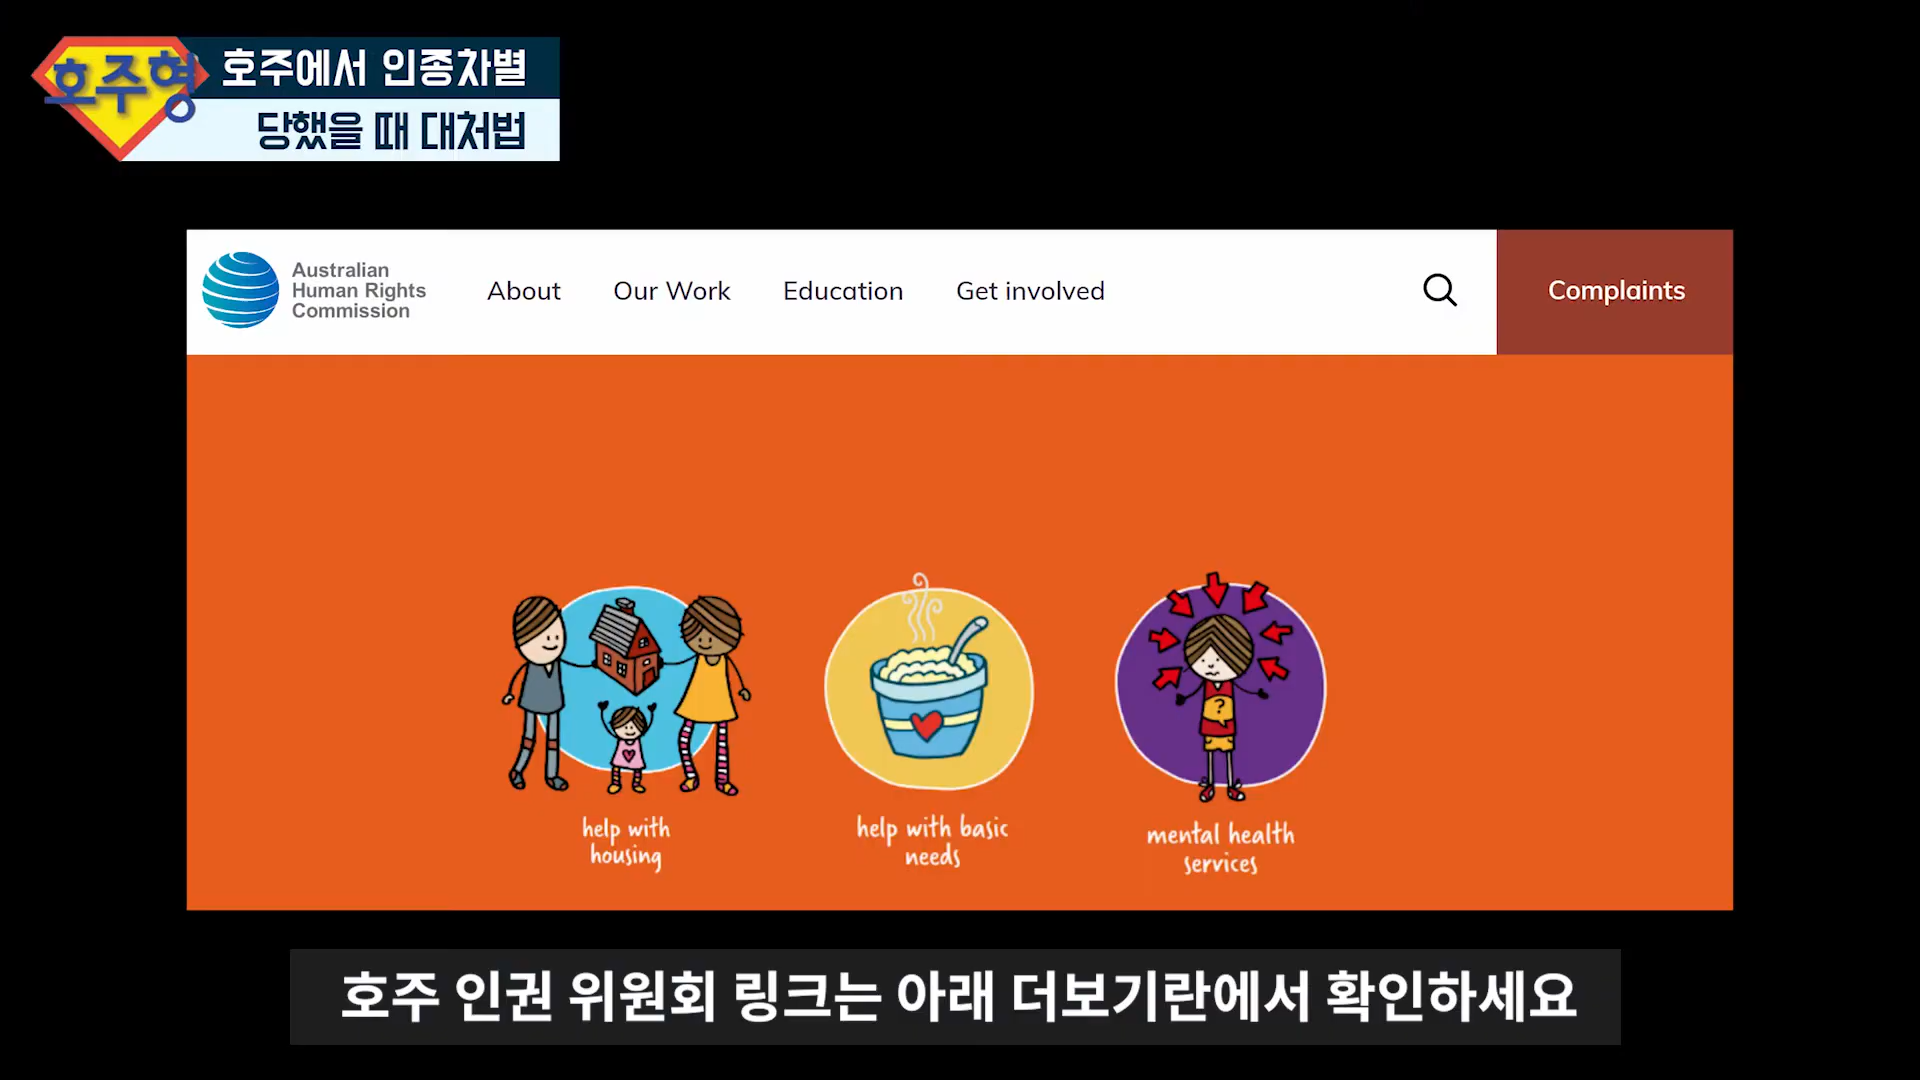 호주형
호주에서 인종차별
당했을 때 대처법
Australian
Human Rights
Commission
About
Our Work
Education
Get involved
Complaints
?
help with
housing
help with basic
needs
mental health
services
호주 인권 위원회 링크는 아래 더보기란에서 확인하세요